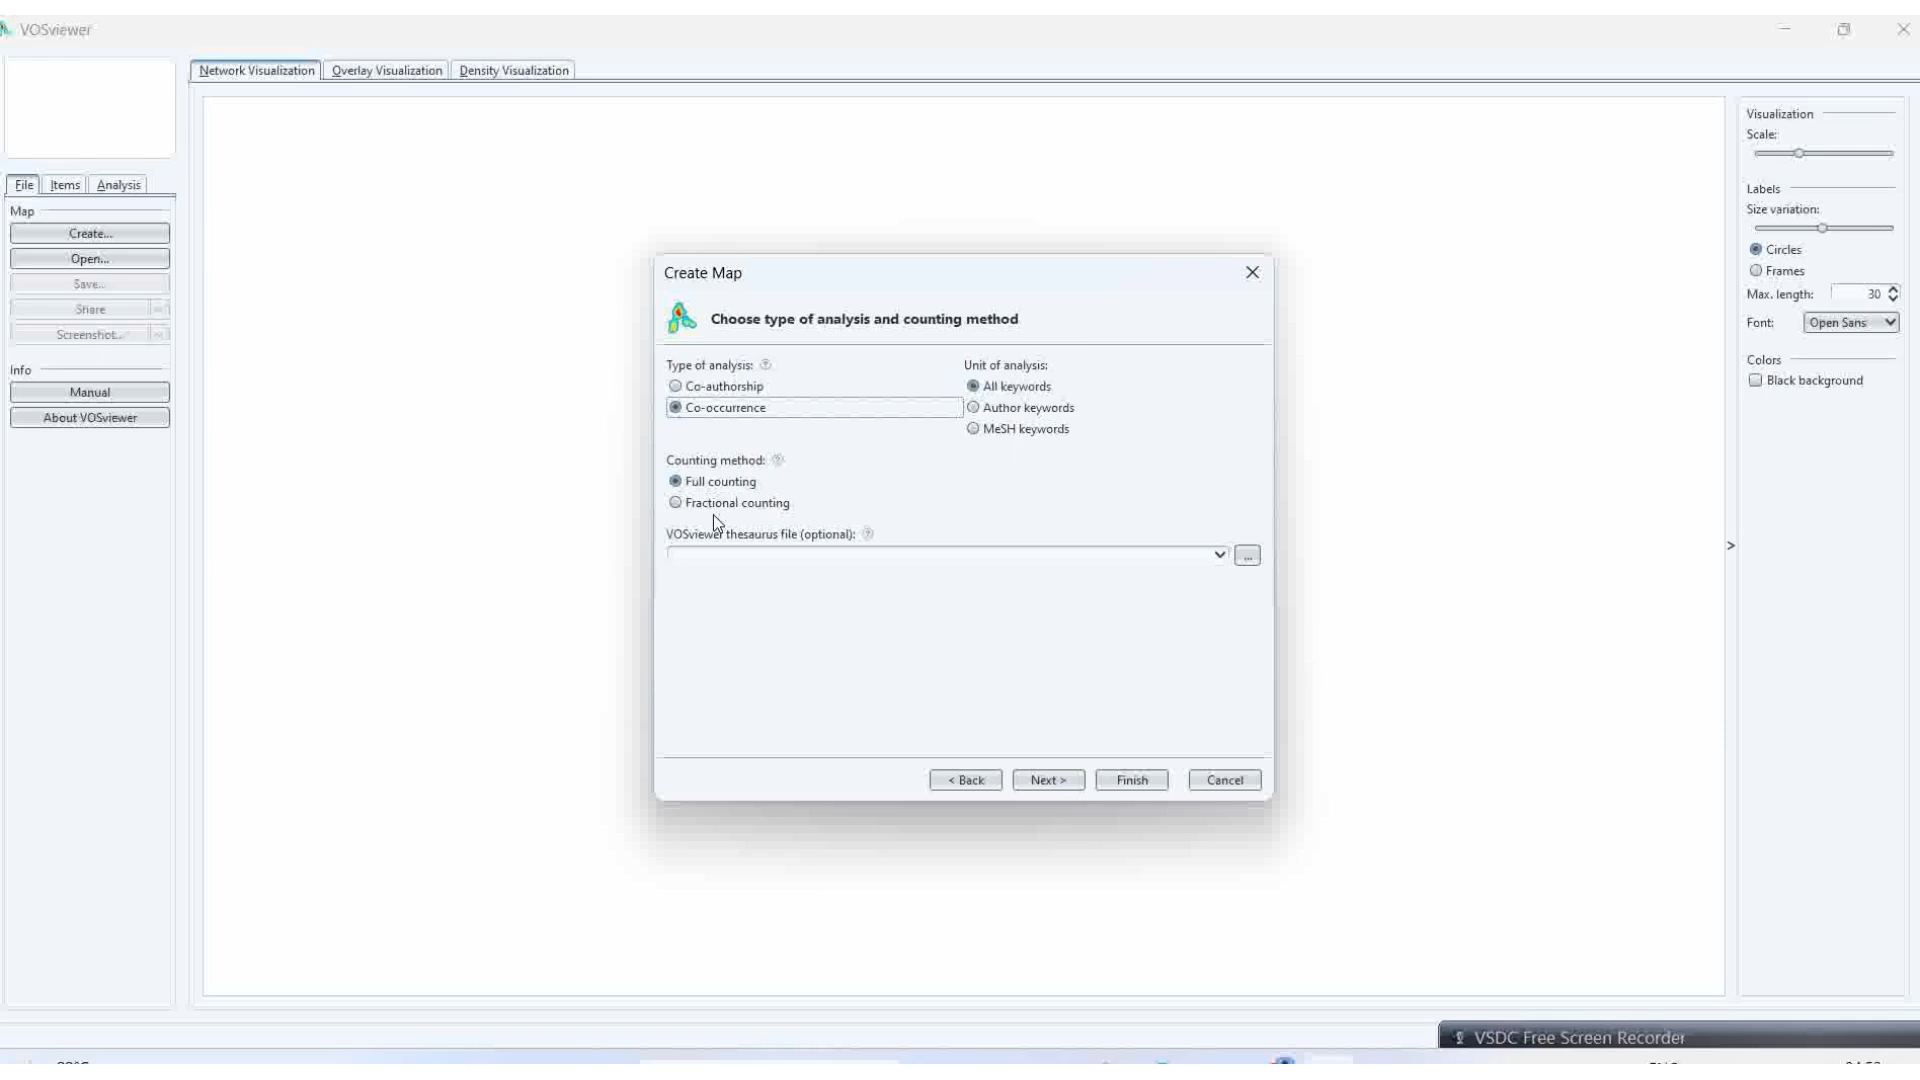 VOSviewer
Network Visualization
Overlay Visualization
Density Visualization
File
Items
Analysis
Map
Create...
Open...
Save...
Share
Screenshot...
Info
Manual
About VOSviewer
Create Map
Choose type of analysis and counting method
Type of analysis:
Co-authorship
Co-occurrence
Unit of analysis:
All keywords
Author keywords
MeSH keywords
Counting method:
Full counting
Fractional counting
VOSviewer thesaurus file (optional):
...
< Back
Next >
Finish
Cancel
>
Visualization
Scale:
Labels
Size variation:
Circles
Frames
Max. length: 30
Font: Open Sans
Colors
Black background
VSDC Free Screen Recorder